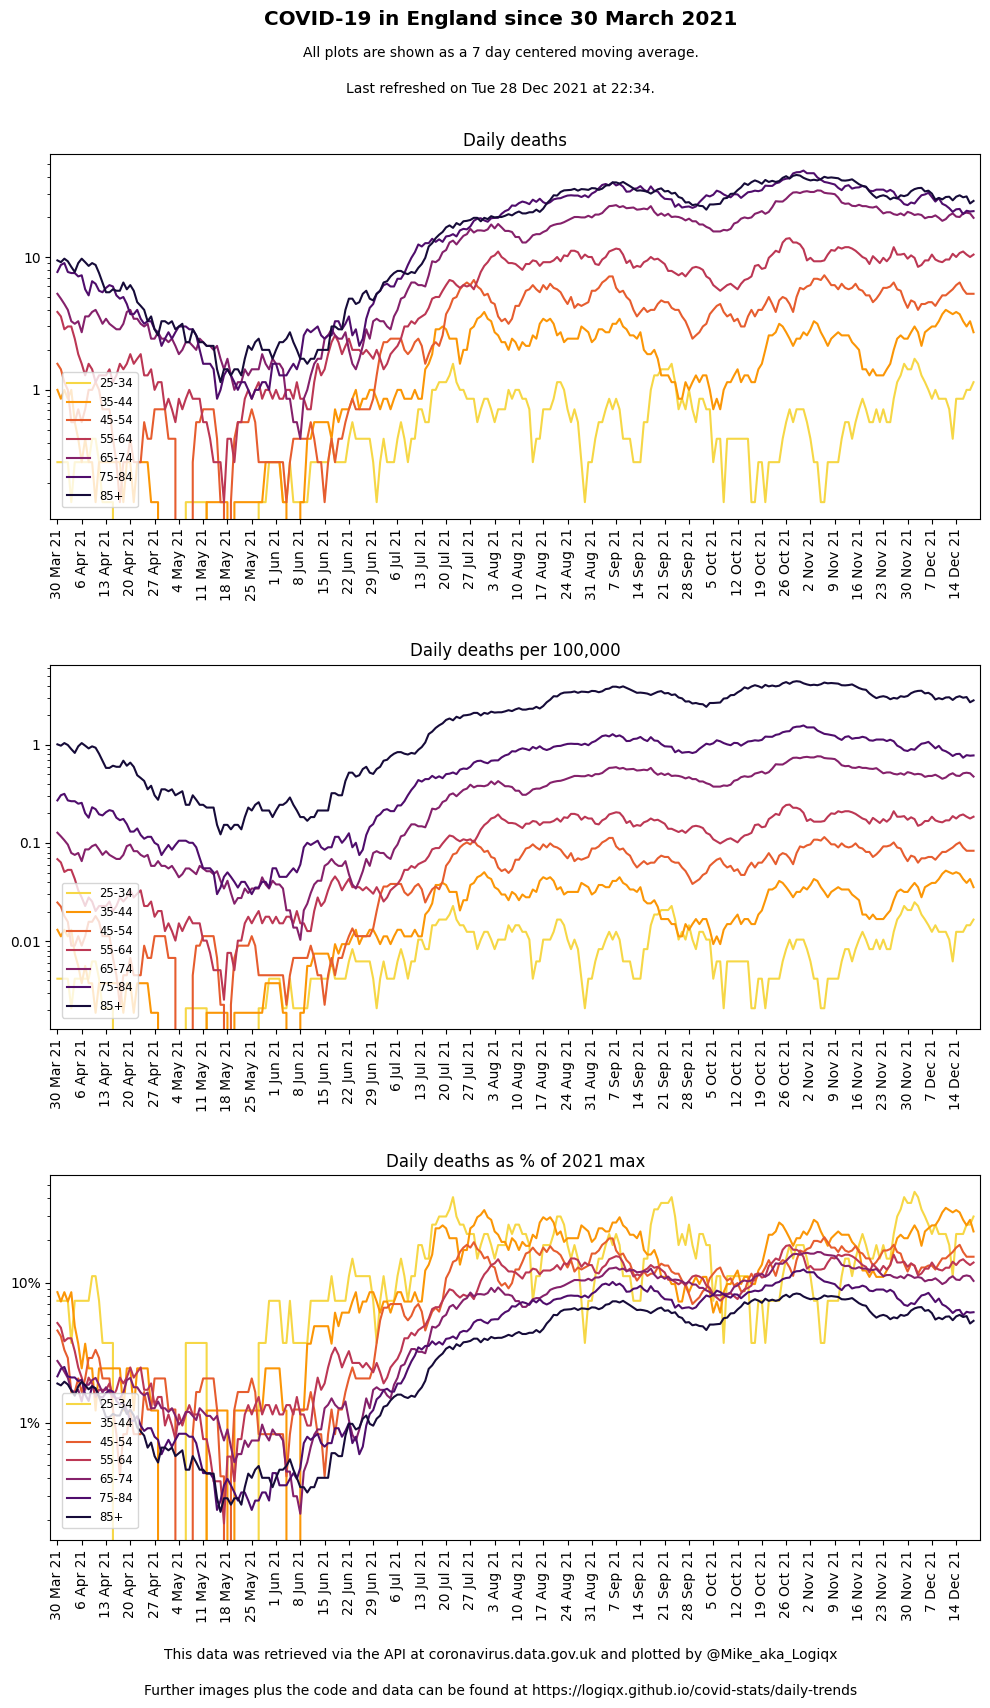 COVID-19 in England since 30 March 2021
All plots are shown as a 7 day centered moving average.
Last refreshed on Tue 28 Dec 2021 at 22:34.
Daily deaths
10
1
25-34
35-44
45-54
55-64
65-74
75-84
85+
30 Mar 21
6 Apr 21
13 Apr 21
20 Apr 21
27 Apr 21
4 May 21
11 May 21
18 May 21
25 May 21
1 Jun 21
8 Jun 21
15 Jun 21
22 Jun 21
29 Jun 21
6 Jul 21
13 Jul 21
20 Jul 21
27 Jul 21
3 Aug 21
10 Aug 21
17 Aug 21
24 Aug 21
31 Aug 21
7 Sep 21
14 Sep 21
21 Sep 21
28 Sep 21
5 Oct 21
12 Oct 21
19 Oct 21
26 Oct 21
2 Nov 21
9 Nov 21
16 Nov 21
23 Nov 21
30 Nov 21
7 Dec 21
14 Dec 21
Daily deaths per 100,000
1
0.1
0.01
25-34
35-44
45-54
55-64
65-74
75-84
85+
30 Mar 21
6 Apr 21
13 Apr 21
20 Apr 21
27 Apr 21
4 May 21
11 May 21
18 May 21
25 May 21
1 Jun 21
8 Jun 21
15 Jun 21
22 Jun 21
29 Jun 21
6 Jul 21
13 Jul 21
20 Jul 21
27 Jul 21
3 Aug 21
10 Aug 21
17 Aug 21
24 Aug 21
31 Aug 21
7 Sep 21
14 Sep 21
21 Sep 21
28 Sep 21
5 Oct 21
12 Oct 21
19 Oct 21
26 Oct 21
2 Nov 21
9 Nov 21
16 Nov 21
23 Nov 21
30 Nov 21
7 Dec 21
14 Dec 21
Daily deaths as % of 2021 max
10%
1%
25-34
35-44
45-54
55-64
65-74
75-84
85+
30 Mar 21
6 Apr 21
13 Apr 21
20 Apr 21
27 Apr 21
4 May 21
11 May 21
18 May 21
25 May 21
1 Jun 21
8 Jun 21
15 Jun 21
22 Jun 21
29 Jun 21
6 Jul 21
13 Jul 21
20 Jul 21
27 Jul 21
3 Aug 21
10 Aug 21
17 Aug 21
24 Aug 21
31 Aug 21
7 Sep 21
14 Sep 21
21 Sep 21
28 Sep 21
5 Oct 21
12 Oct 21
19 Oct 21
26 Oct 21
2 Nov 21
9 Nov 21
16 Nov 21
23 Nov 21
30 Nov 21
7 Dec 21
14 Dec 21
This data was retrieved via the API at coronavirus.data.gov.uk and plotted by @Mike_aka_Logiqx
Further images plus the code and data can be found at https://logiqx.github.io/covid-stats/daily-trends